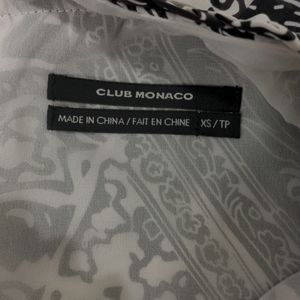 CLUB MONACO
MADE IN CHINA / FAIT EN CHINE XS / TP